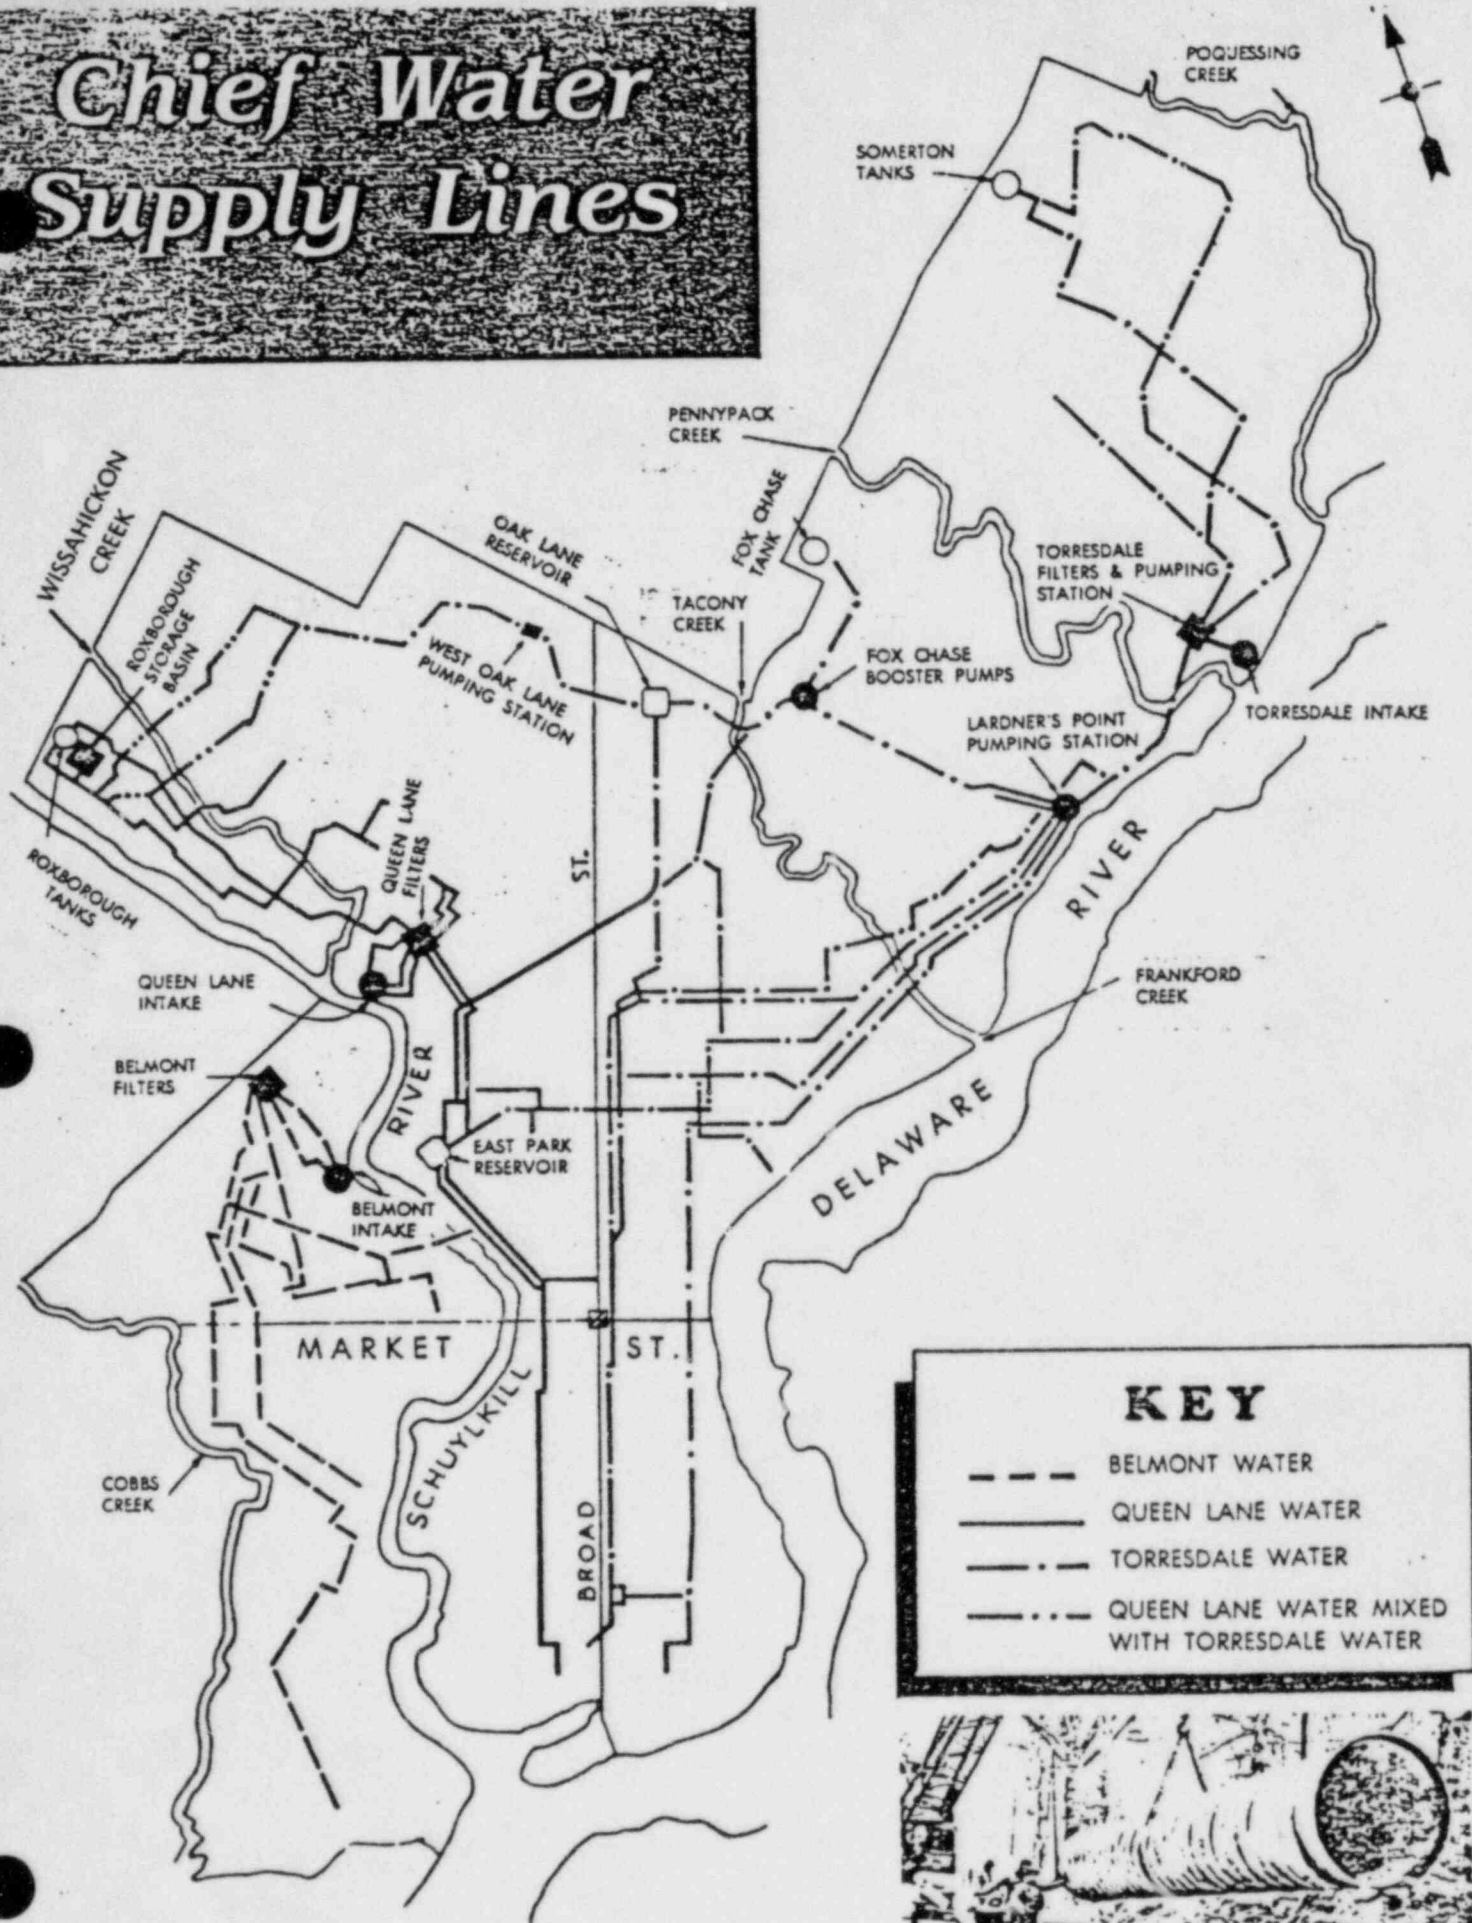 Chief Water
Supply Lines
POQUESSING
CREEK
SOMERTON
TANKS
PENNYPACK
CREEK
WISSAHICKON
CREEK
ROXBOROUGH
STORAGE
BASIN
OAK LANE
RESERVOIR
FOX CHASE
TANK
TORRESDALE
FILTERS & PUMPING
STATION
TACONY
CREEK
WEST OAK LANE
PUMPING STATION
FOX CHASE
BOOSTER PUMPS
TORRESDALE INTAKE
LARDNER'S POINT
PUMPING STATION
QUEEN LANE
FILTERS
ST.
ROXBOROUGH
TANKS
RIVER
QUEEN LANE
INTAKE
FRANKFORD
CREEK
BELMONT
FILTERS
RIVER
DELAWARE
EAST PARK
RESERVOIR
BELMONT
INTAKE
MARKET ST.
SCHUYLKILL
COBBS
CREEK
BROAD
KEY
BELMONT WATER
QUEEN LANE WATER
TORRESDALE WATER
QUEEN LANE WATER MIXED
WITH TORRESDALE WATER